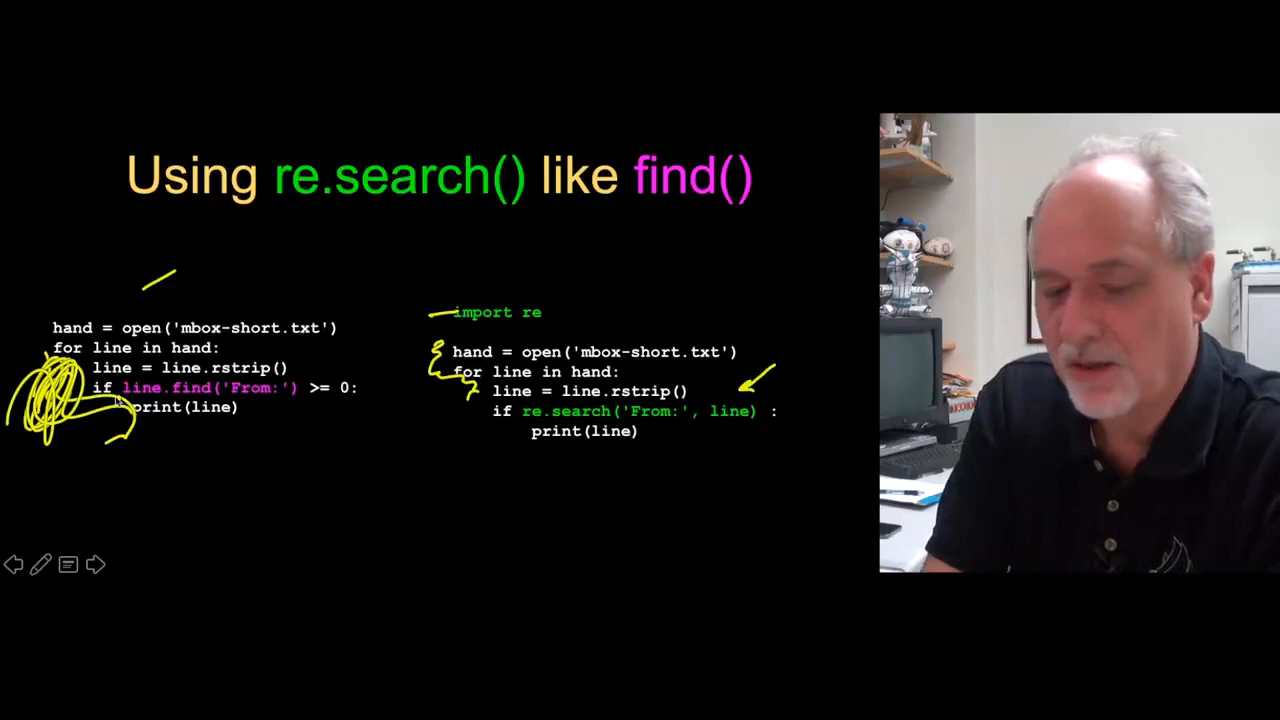 Using re.search() like find()
hand = open('mbox-short.txt')
for line in hand:
line = line.rstrip()
if line.find('From:') >= 0:
print(line)
import re
hand = open('mbox-short.txt')
for line in hand:
line = line.rstrip()
if re.search('From:', line) :
print(line)